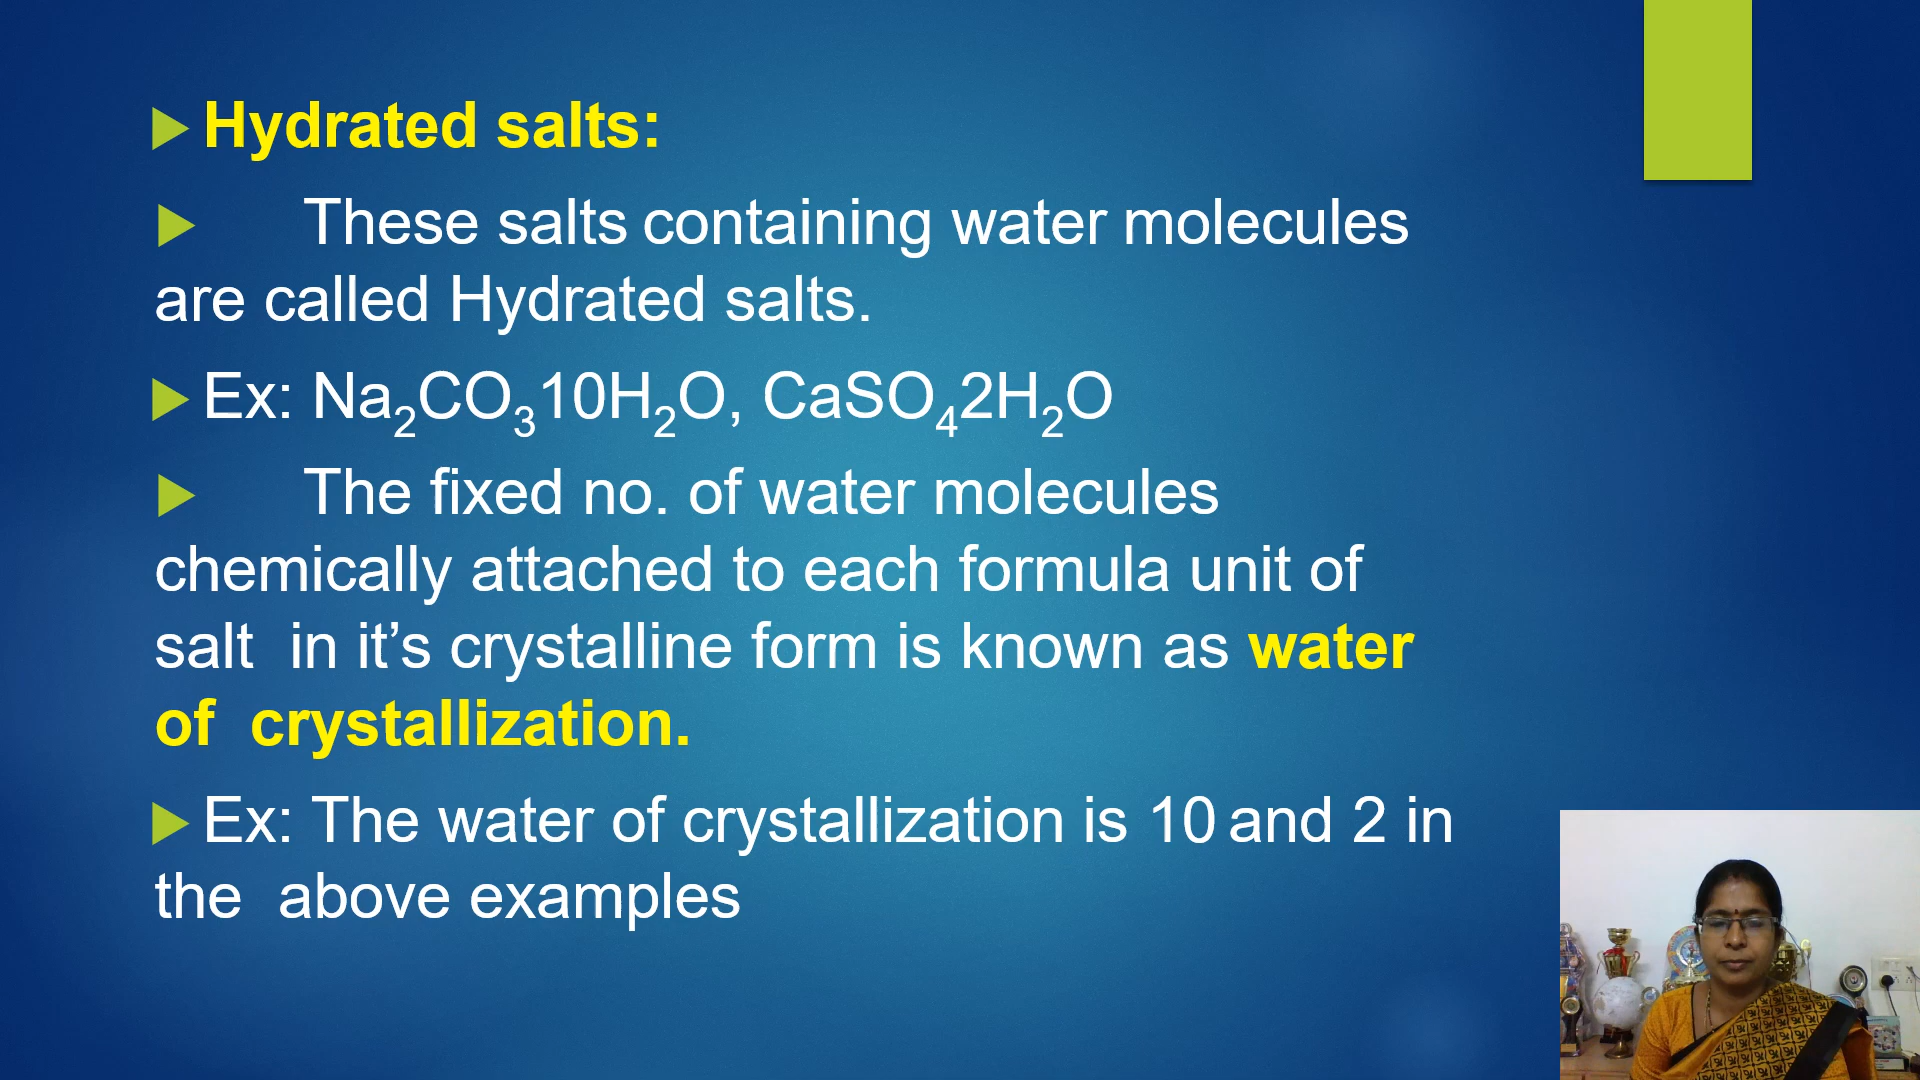 Hydrated salts:
These salts containing water molecules
are called Hydrated salts.
Ex: Na₂CO₃10H₂O, CaSO₄2H₂O
The fixed no. of water molecules
chemically attached to each formula unit of
salt in it’s crystalline form is known as water
of crystallization.
Ex: The water of crystallization is 10 and 2 in
the above examples